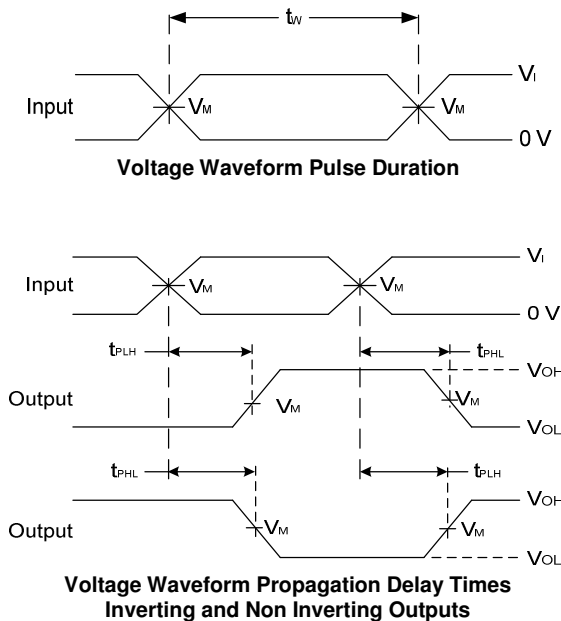 tW
VI
Input
VM
VM
0 V
Voltage Waveform Pulse Duration
VI
Input
VM
VM
0 V
tPLH
tPHL
VOH
Output
VM
VM
VOL
tPHL
tPLH
VOH
Output
VM
VM
VOL
Voltage Waveform Propagation Delay Times
Inverting and Non Inverting Outputs